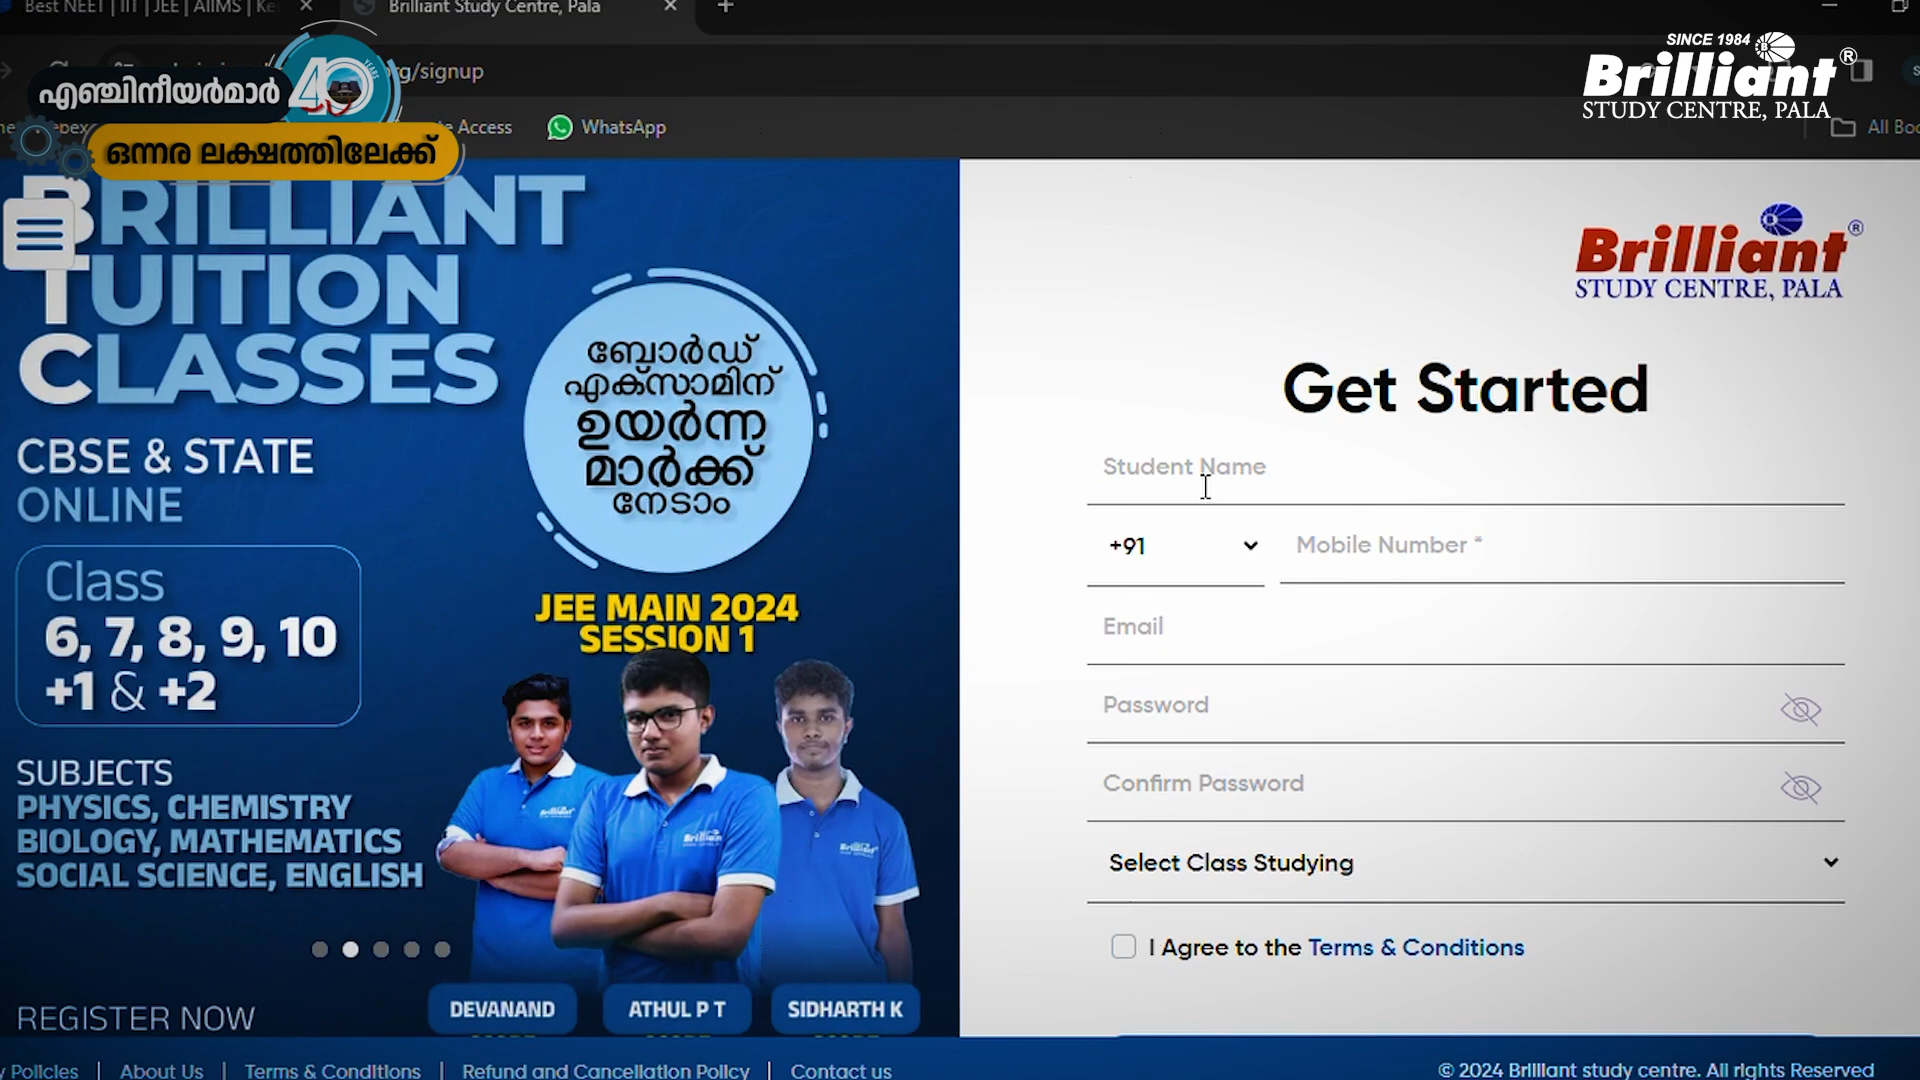 Best NEET | IIT | JEE | AIIMS |
Brilliant Study Centre, Pala
rg/signup
Access
WhatsApp
All
എഞ്ചിനീയർമാർ
40
YEARS
ഒന്നര ലക്ഷത്തിലേക്ക്
SINCE 1984
Brilliant ®
STUDY CENTRE, PALA
BRILLIANT
TUITION
CLASSES
CBSE & STATE
ONLINE
Class
6, 7, 8, 9, 10
+1 & +2
SUBJECTS
PHYSICS, CHEMISTRY
BIOLOGY, MATHEMATICS
SOCIAL SCIENCE, ENGLISH
REGISTER NOW
ബോർഡ്
എക്സാമിന്
ഉയർന്ന
മാർക്ക്
നേടാം
JEE MAIN 2024
SESSION 1
Brilliant
DEVANAND
ATHUL P T
SIDHARTH K
Brilliant ®
STUDY CENTRE, PALA
Get Started
Student Name
+91
Mobile Number *
Email
Password
Confirm Password
Select Class Studying
I Agree to the Terms & Conditions
Policies | About Us | Terms & Conditions | Refund and Cancellation Policy | Contact us
© 2024 Brilliant study centre. All rights Reserved